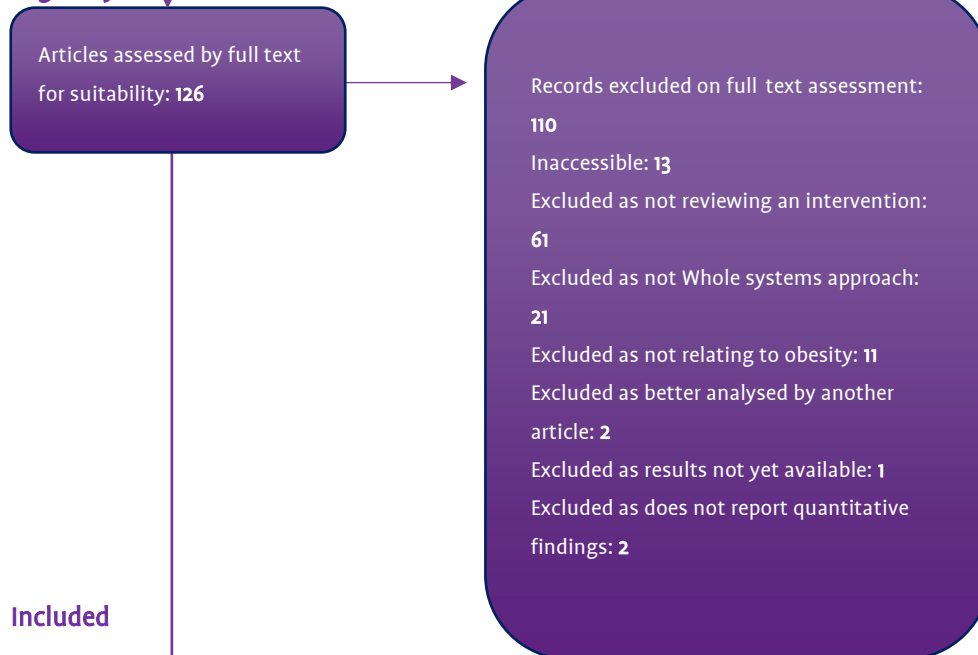 Articles assessed by full text
for suitability: 126
Records excluded on full text assessment:
110
Inaccessible: 13
Excluded as not reviewing an intervention:
61
Excluded as not Whole systems approach:
21
Excluded as not relating to obesity: 11
Excluded as better analysed by another
article: 2
Excluded as results not yet available: 1
Excluded as does not report quantitative
findings: 2
Included